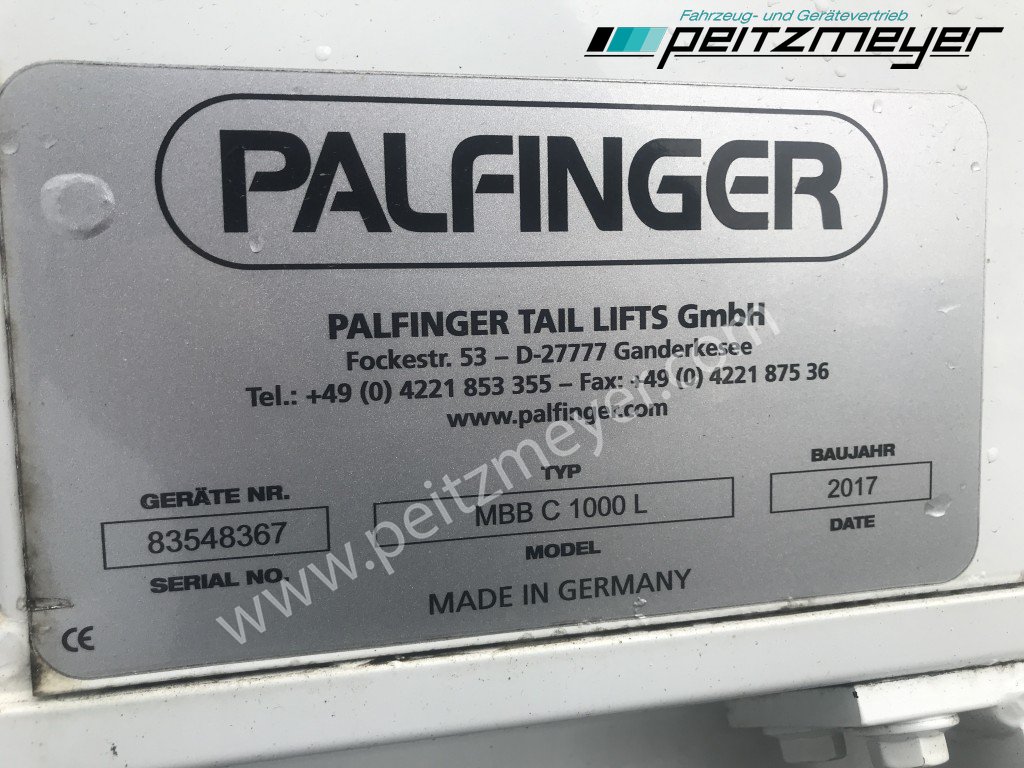 Fahrzeug- und Gerätevertrieb
peitzmeyer
PALFINGER
PALFINGER TAIL LIFTS GmbH
Fockestr. 53 – D-27777 Ganderkesee
Tel.: +49 (0) 4221 853 355 – Fax: +49 (0) 4221 875 36
www.palfinger.com
GERÄTE NR. TYP BAUJAHR
83548367 MBB C 1000 L 2017
SERIAL NO. MODEL DATE
MADE IN GERMANY
CE
www.peitzmeyer.com